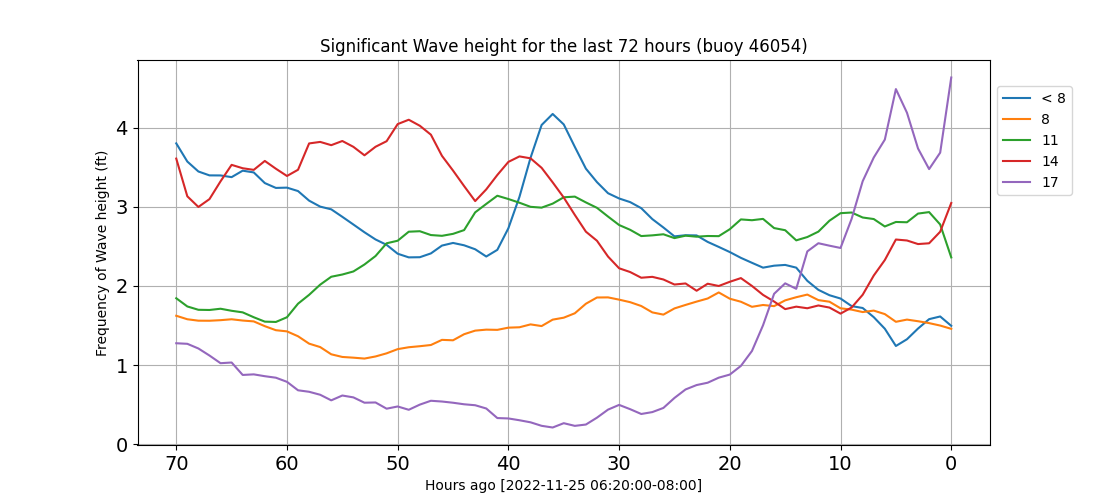 Significant Wave height for the last 72 hours (buoy 46054)
Frequency of Wave height (ft)
4
3
2
1
0
70 60 50 40 30 20 10 0
Hours ago [2022-11-25 06:20:00-08:00]
< 8
8
11
14
17